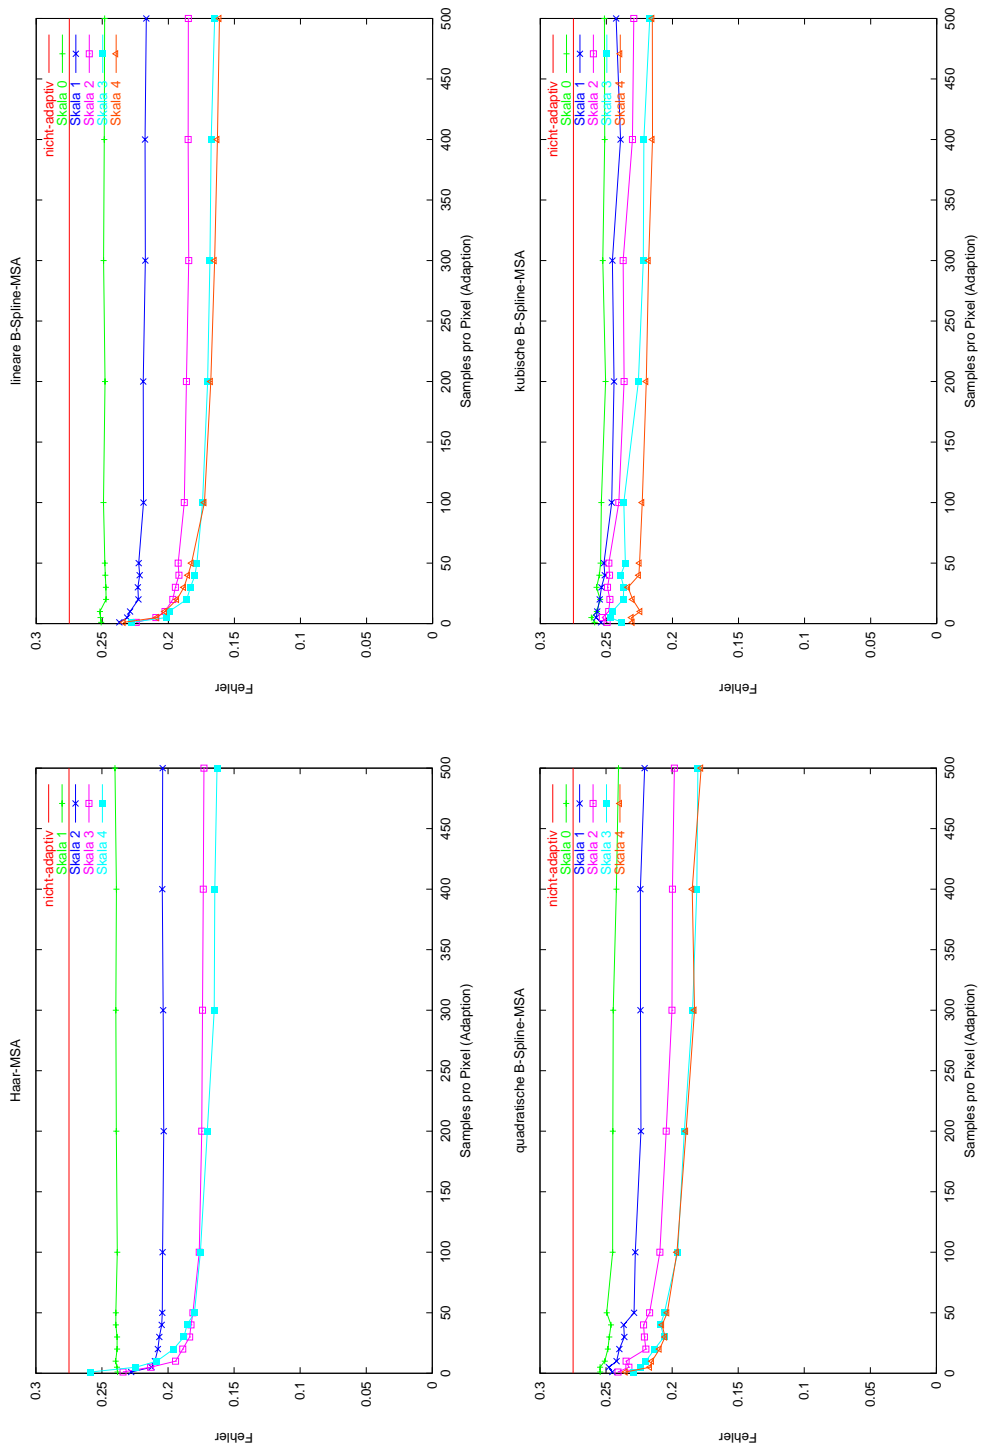 Haar-MSA
nicht-adaptiv
Skala 1
Skala 2
Skala 3
Skala 4
0.3
0.25
0.2
0.15
0.1
0.05
0
Fehler
0 50 100 150 200 250 300 350 400 450 500
Samples pro Pixel (Adaption)
lineare B-Spline-MSA
nicht-adaptiv
Skala 0
Skala 1
Skala 2
Skala 3
Skala 4
0.3
0.25
0.2
0.15
0.1
0.05
0
Fehler
0 50 100 150 200 250 300 350 400 450 500
Samples pro Pixel (Adaption)
quadratische B-Spline-MSA
nicht-adaptiv
Skala 0
Skala 1
Skala 2
Skala 3
Skala 4
0.3
0.25
0.2
0.15
0.1
0.05
0
Fehler
0 50 100 150 200 250 300 350 400 450 500
Samples pro Pixel (Adaption)
kubische B-Spline-MSA
nicht-adaptiv
Skala 0
Skala 1
Skala 2
Skala 3
Skala 4
0.3
0.25
0.2
0.15
0.1
0.05
0
Fehler
0 50 100 150 200 250 300 350 400 450 500
Samples pro Pixel (Adaption)